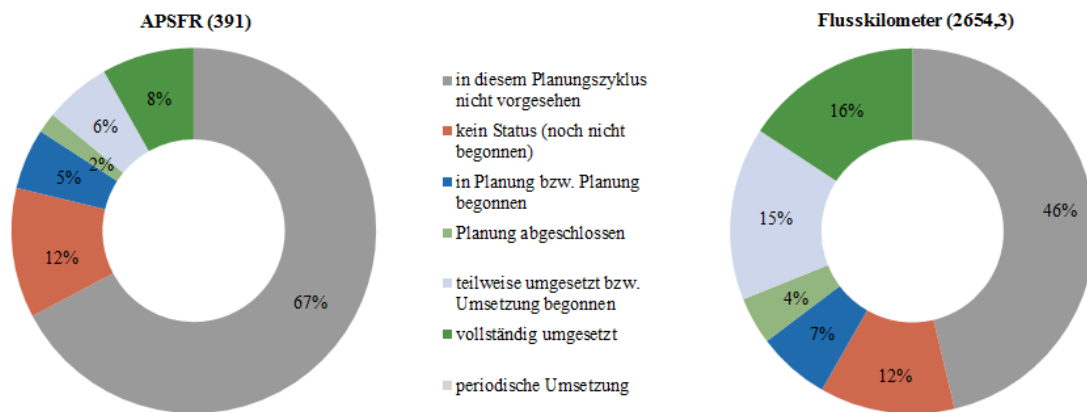 APSFR (391)
8%
6%
2%
5%
12%
67%
in diesem Planungszyklus
nicht vorgesehen
kein Status (noch nicht
begonnen)
in Planung bzw. Planung
begonnen
Planung abgeschlossen
teilweise umgesetzt bzw.
Umsetzung begonnen
vollständig umgesetzt
periodische Umsetzung
Flusskilometer (2654,3)
16%
46%
15%
4%
7%
12%